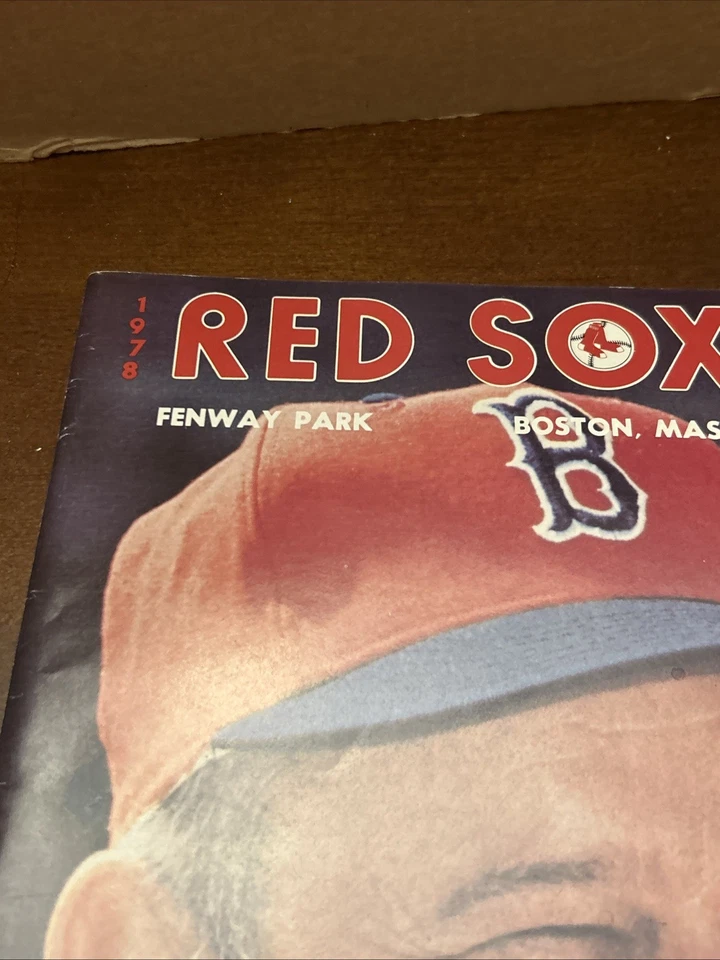 1978
RED SOX
FENWAY PARK
BOSTON, MAS
B